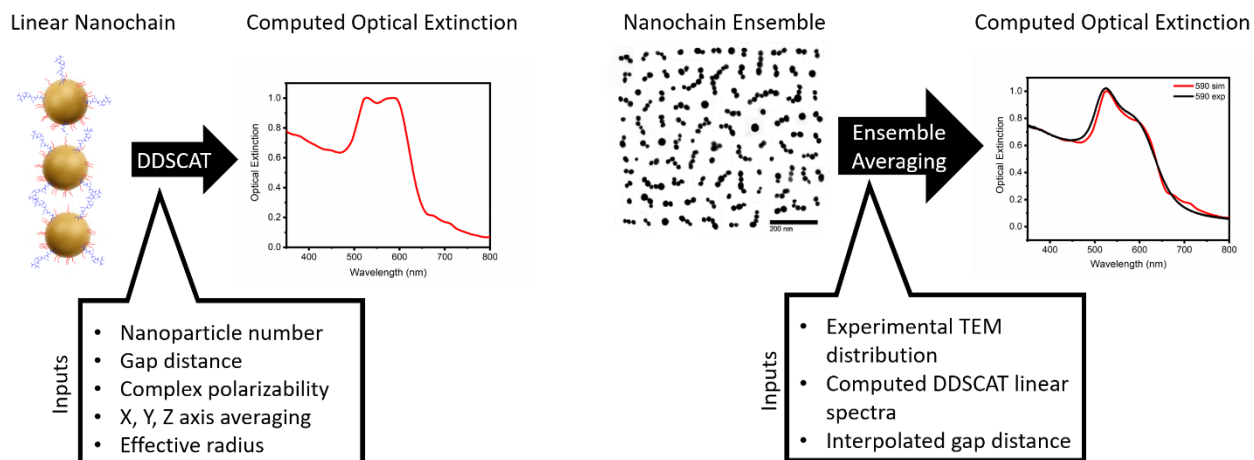 Linear Nanochain
Computed Optical Extinction
DDSCAT
1.0
0.8
0.6
0.4
0.2
0.0
Optical Extinction
400
500
600
700
800
Wavelength (nm)
Inputs
• Nanoparticle number
• Gap distance
• Complex polarizability
• X, Y, Z axis averaging
• Effective radius
Nanochain Ensemble
Computed Optical Extinction
200 nm
Ensemble
Averaging
590 sim
590 exp
1.0
0.8
0.6
0.4
0.2
0.0
Optical Extinction
400
500
600
700
800
Wavelength (nm)
Inputs
• Experimental TEM
distribution
• Computed DDSCAT linear
spectra
• Interpolated gap distance